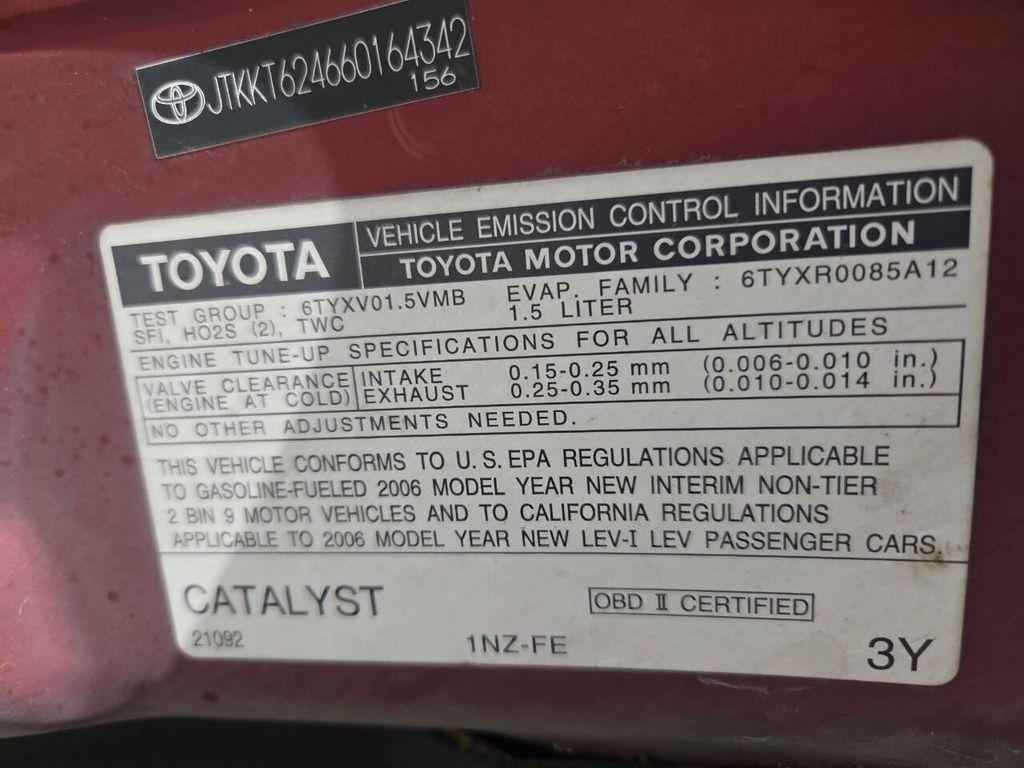 JTKKT624660164342
156
TOYOTA
VEHICLE EMISSION CONTROL INFORMATION
TOYOTA MOTOR CORPORATION
TEST GROUP : 6TYXV01.5VMB EVAP. FAMILY : 6TYXR0085A12
SFI, HO2S (2), TWC 1.5 LITER
ENGINE TUNE-UP SPECIFICATIONS FOR ALL ALTITUDES
VALVE CLEARANCE INTAKE 0.15-0.25 mm (0.006-0.010 in.)
(ENGINE AT COLD) EXHAUST 0.25-0.35 mm (0.010-0.014 in.)
NO OTHER ADJUSTMENTS NEEDED.
THIS VEHICLE CONFORMS TO U.S. EPA REGULATIONS APPLICABLE
TO GASOLINE-FUELED 2006 MODEL YEAR NEW INTERIM NON-TIER
2 BIN 9 MOTOR VEHICLES AND TO CALIFORNIA REGULATIONS
APPLICABLE TO 2006 MODEL YEAR NEW LEV-I LEV PASSENGER CARS.
CATALYST
OBD II CERTIFIED
21092
1NZ-FE
3Y